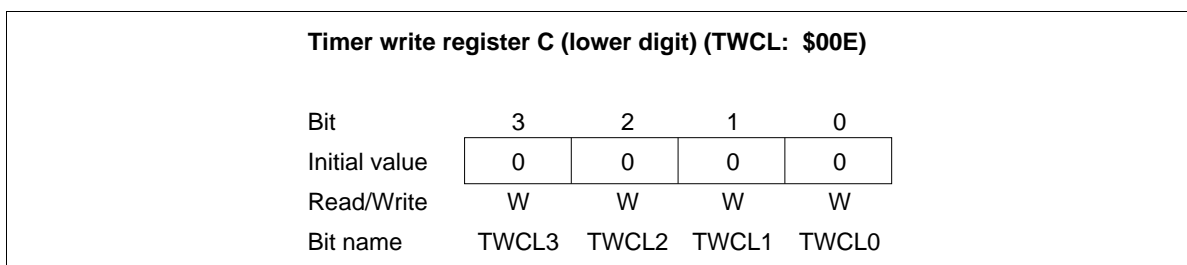 Timer write register C (lower digit) (TWCL: $00E)
Bit 3 2 1 0
Initial value 0 0 0 0
Read/Write W W W W
Bit name TWCL3 TWCL2 TWCL1 TWCL0